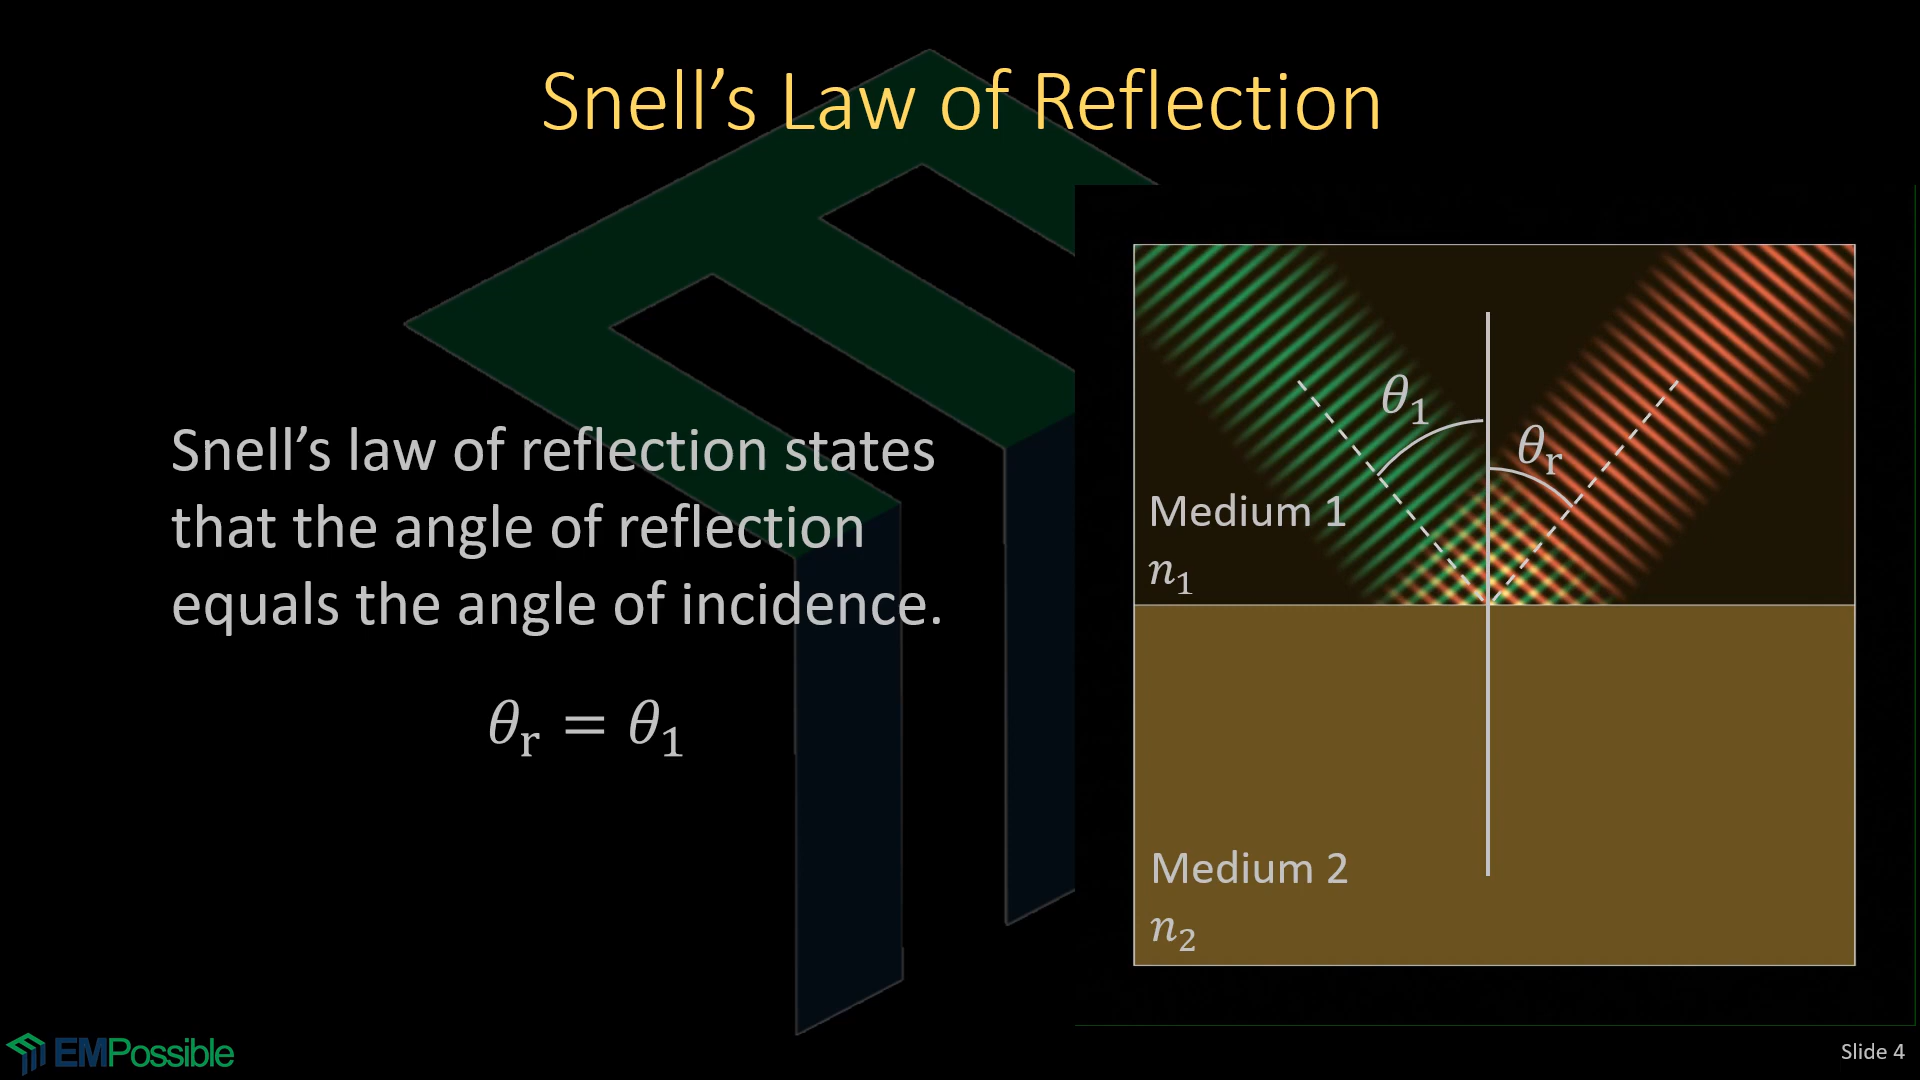 Snell’s Law of Reflection
Snell’s law of reflection states
that the angle of reflection
equals the angle of incidence.
θr = θ1
θ1
θr
Medium 1
n1
Medium 2
n2
EMPossible
Slide 4